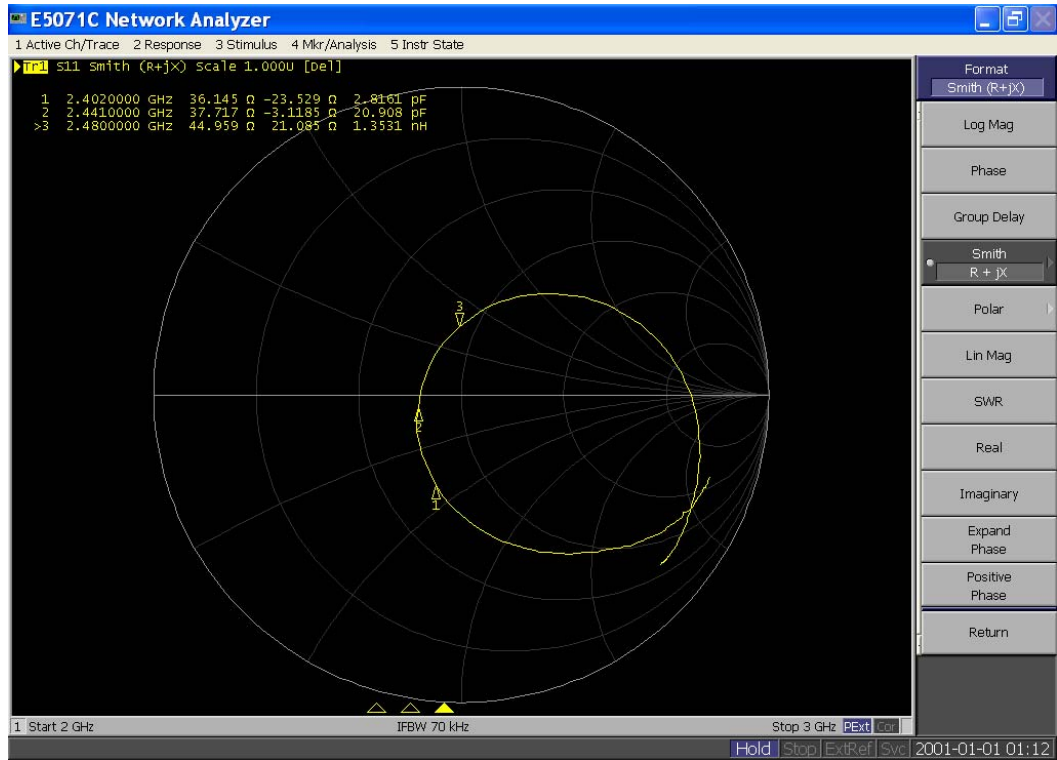 E5071C Network Analyzer
1 Active Ch/Trace 2 Response 3 Stimulus 4 Mkr/Analysis 5 Instr State
Tr1 S11 Smith (R+jX) Scale 1.000U [Del]
1 2.4020000 GHz 36.145 Ω -23.529 Ω 2.8161 pF
2 2.4410000 GHz 37.717 Ω -3.1185 Ω 20.908 pF
>3 2.4800000 GHz 44.959 Ω 21.085 Ω 1.3531 nH
3
2
1
1 Start 2 GHz IFBW 70 kHz Stop 3 GHz PExt Cor
Format
Smith (R+jX)
Log Mag
Phase
Group Delay
Smith
R + jX
Polar
Lin Mag
SWR
Real
Imaginary
Expand
Phase
Positive
Phase
Return
Hold Stop ExtRef Svc 2001-01-01 01:12